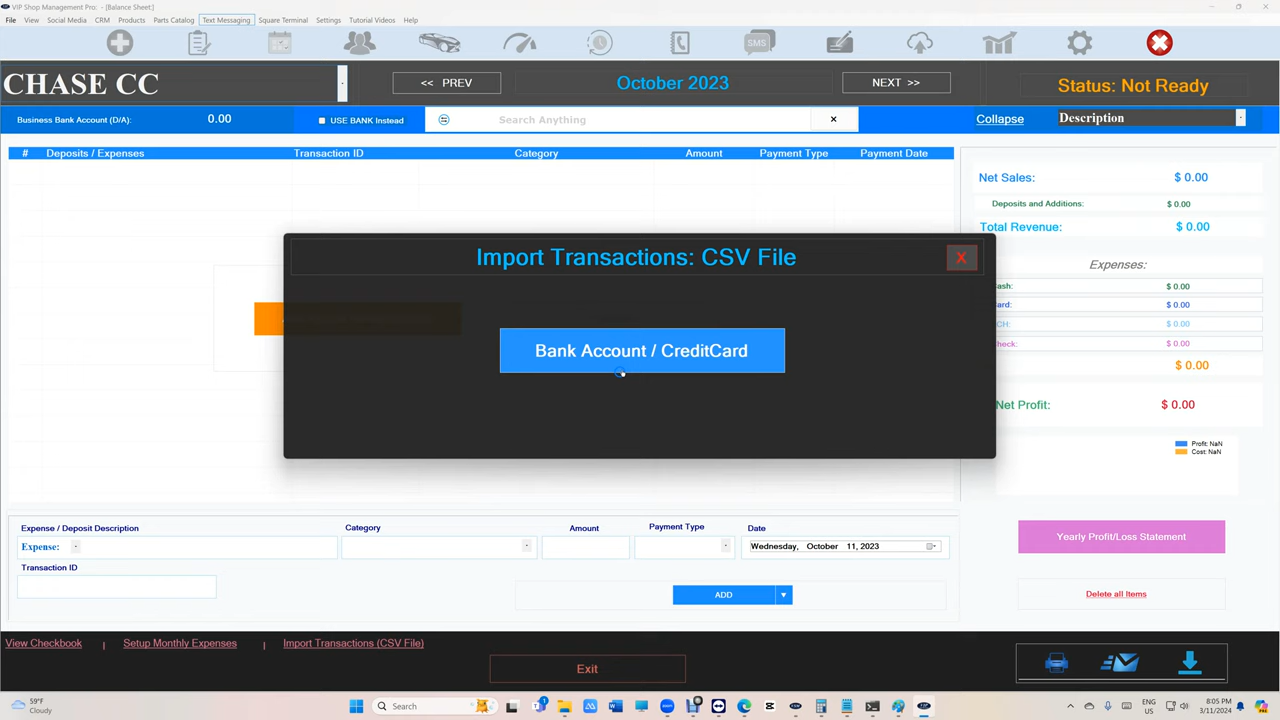 VIP Shop Management Pro: - [Balance Sheet:]
File View Social Media CRM Products Parts Catalog Text Messaging Square Terminal Settings Tutorial Videos Help
SMS
CHASE CC
<< PREV
October 2023
NEXT >>
Status: Not Ready
Business Bank Account (D/A):
0.00
USE BANK Instead
Search Anything
Collapse
Description
# Deposits / Expenses Transaction ID Category Amount Payment Type Payment Date
Net Sales: $ 0.00
Deposits and Additions: $ 0.00
Total Revenue: $ 0.00
Import Transactions: CSV File
X
Expenses:
ash: $ 0.00
ard: $ 0.00
CH: $ 0.00
heck: $ 0.00
$ 0.00
Bank Account / CreditCard
Net Profit: $ 0.00
Profit: NaN
Cost: NaN
Expense / Deposit Description
Category
Amount
Payment Type
Date
Expense:
Wednesday, October 11, 2023
Yearly Profit/Loss Statement
Transaction ID
ADD
Delete all Items
View Checkbook | Setup Monthly Expenses | Import Transactions (CSV File)
Exit
59°F
Cloudy
Search
ENG
US
8:05 PM
3/11/2024